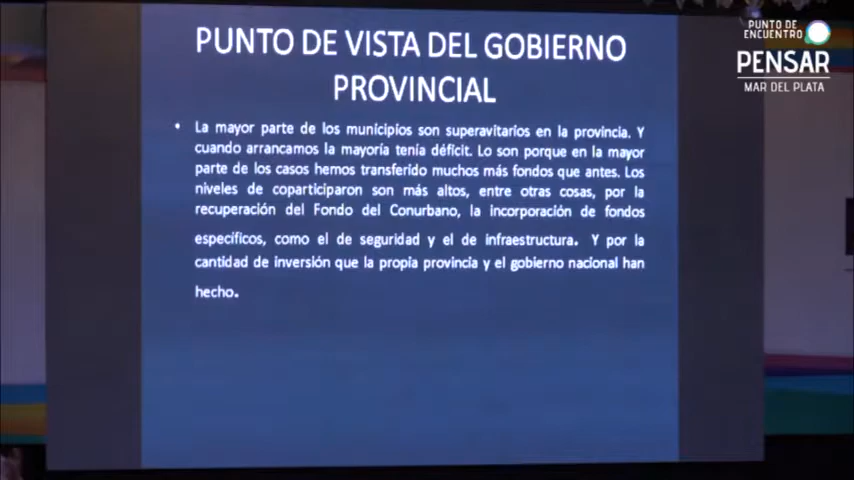 PUNTO DE VISTA DEL GOBIERNO
PROVINCIAL
• La mayor parte de los municipios son superavitarios en la provincia. Y
cuando arrancamos la mayoría tenía déficit. Lo son porque en la mayor
parte de los casos hemos transferido muchos más fondos que antes. Los
niveles de coparticiparon son más altos, entre otras cosas, por la
recuperación del Fondo del Conurbano, la incorporación de fondos
específicos, como el de seguridad y el de infraestructura. Y por la
cantidad de inversión que la propia provincia y el gobierno nacional han
hecho.
PUNTO DE
ENCUENTRO
PENSAR
MAR DEL PLATA